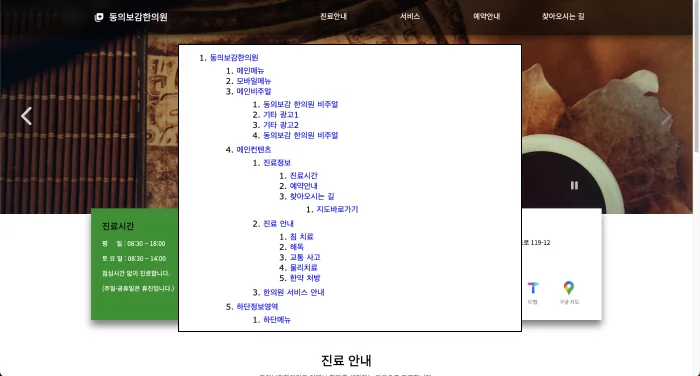 동의보감한의원
진료안내 서비스 예약안내 찾아오시는 길
1. 동의보감한의원
1. 메인메뉴
2. 모바일메뉴
3. 메인비주얼
1. 동의보감 한의원 비주얼
2. 기타 광고1
3. 기타 광고2
4. 동의보감 한의원 비주얼
4. 메인컨텐츠
1. 진료정보
1. 진료시간
2. 예약안내
3. 찾아오시는 길
1. 지도바로가기
2. 진료 안내
1. 침 치료
2. 해독
3. 교통 사고
4. 물리치료
5. 한약 처방
3. 한의원 서비스 안내
5. 하단정보영역
1. 하단메뉴
진료시간
평 일 : 08:30 ~ 18:00
토 요 일 : 08:30 ~ 14:00
점심시간 없이 진료합니다.
(주일·공휴일은 휴진입니다.)
119-12
티맵
구글 지도
진료 안내